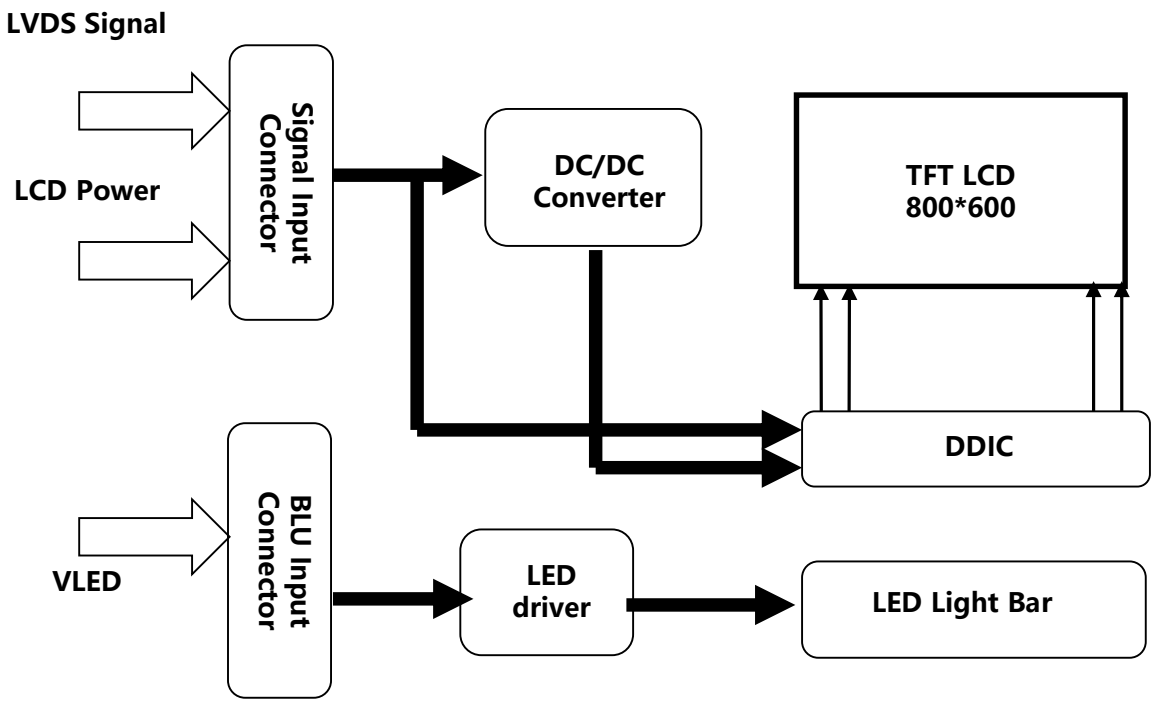 LVDS Signal
Signal Input
Connector
LCD Power
DC/DC
Converter
TFT LCD
800*600
DDIC
BLU Input
Connector
VLED
LED
driver
LED Light Bar